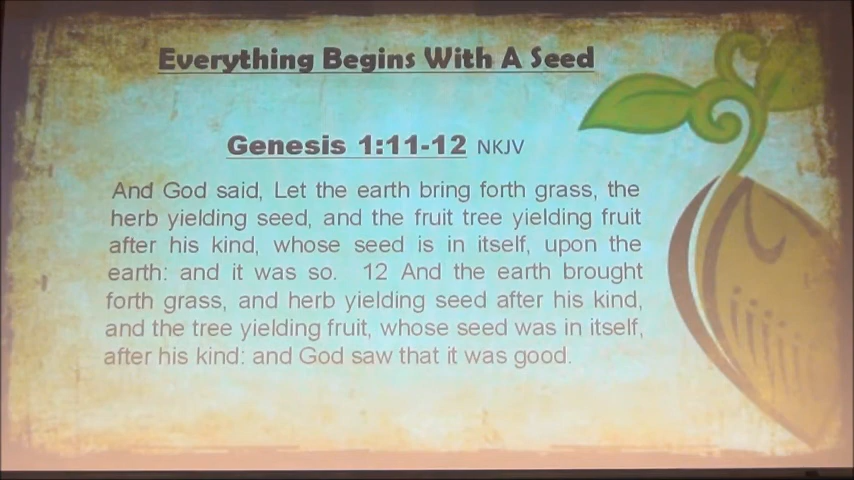 Everything Begins With A Seed
Genesis 1:11-12 NKJV
And God said, Let the earth bring forth grass, the
herb yielding seed, and the fruit tree yielding fruit
after his kind, whose seed is in itself, upon the
earth: and it was so. 12 And the earth brought
forth grass, and herb yielding seed after his kind,
and the tree yielding fruit, whose seed was in itself,
after his kind: and God saw that it was good.